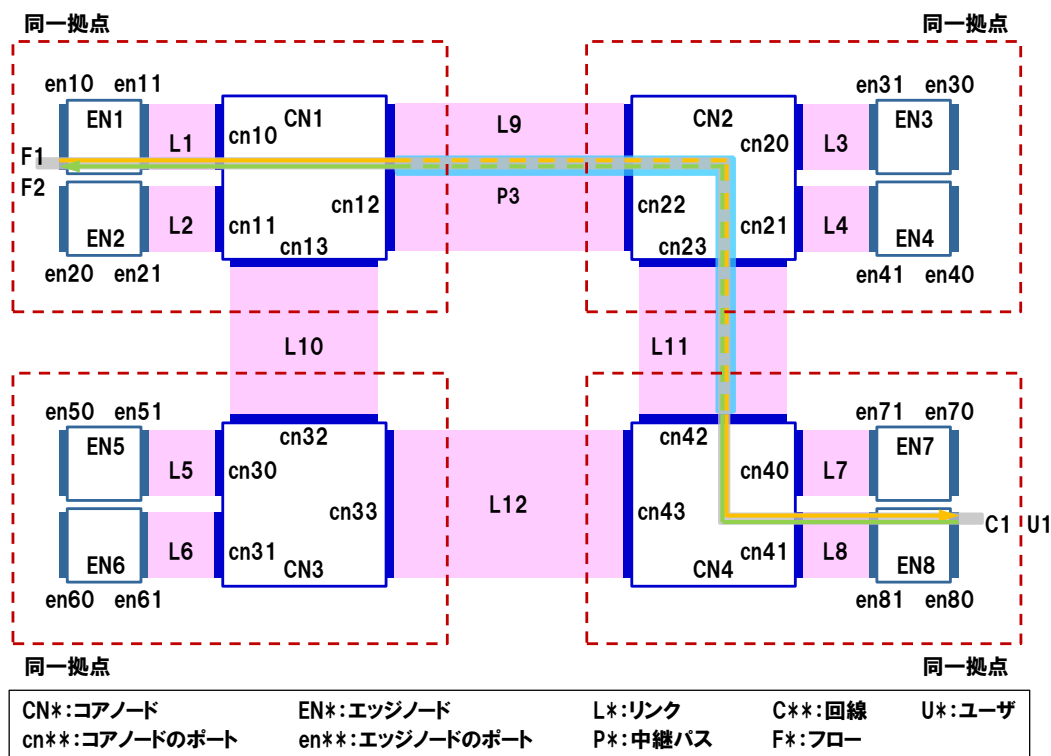 同一拠点 同一拠点
en10 en11 en31 en30
EN1 CN1 L9 CN2 EN3
cn10 cn20
F1 L1 L3
F2 P3
cn12 cn22
EN2 L2 cn11 cn21 L4 EN4
cn13 cn23
en20 en21 en41 en40
L10 L11
同一拠点 同一拠点
en50 en51 en71 en70
EN5 cn32 cn42 EN7
L5 cn30 cn40 L7
cn33 L12 cn43
C1 U1
L6 cn31 cn41 L8
EN6 CN3 CN4 EN8
en60 en61 en81 en80
CN*:コアノード EN*:エッジノード L*:リンク C**:回線 U*:ユーザ
cn**:コアノードのポート en**:エッジノードのポート P*:中継パス F*:フロー